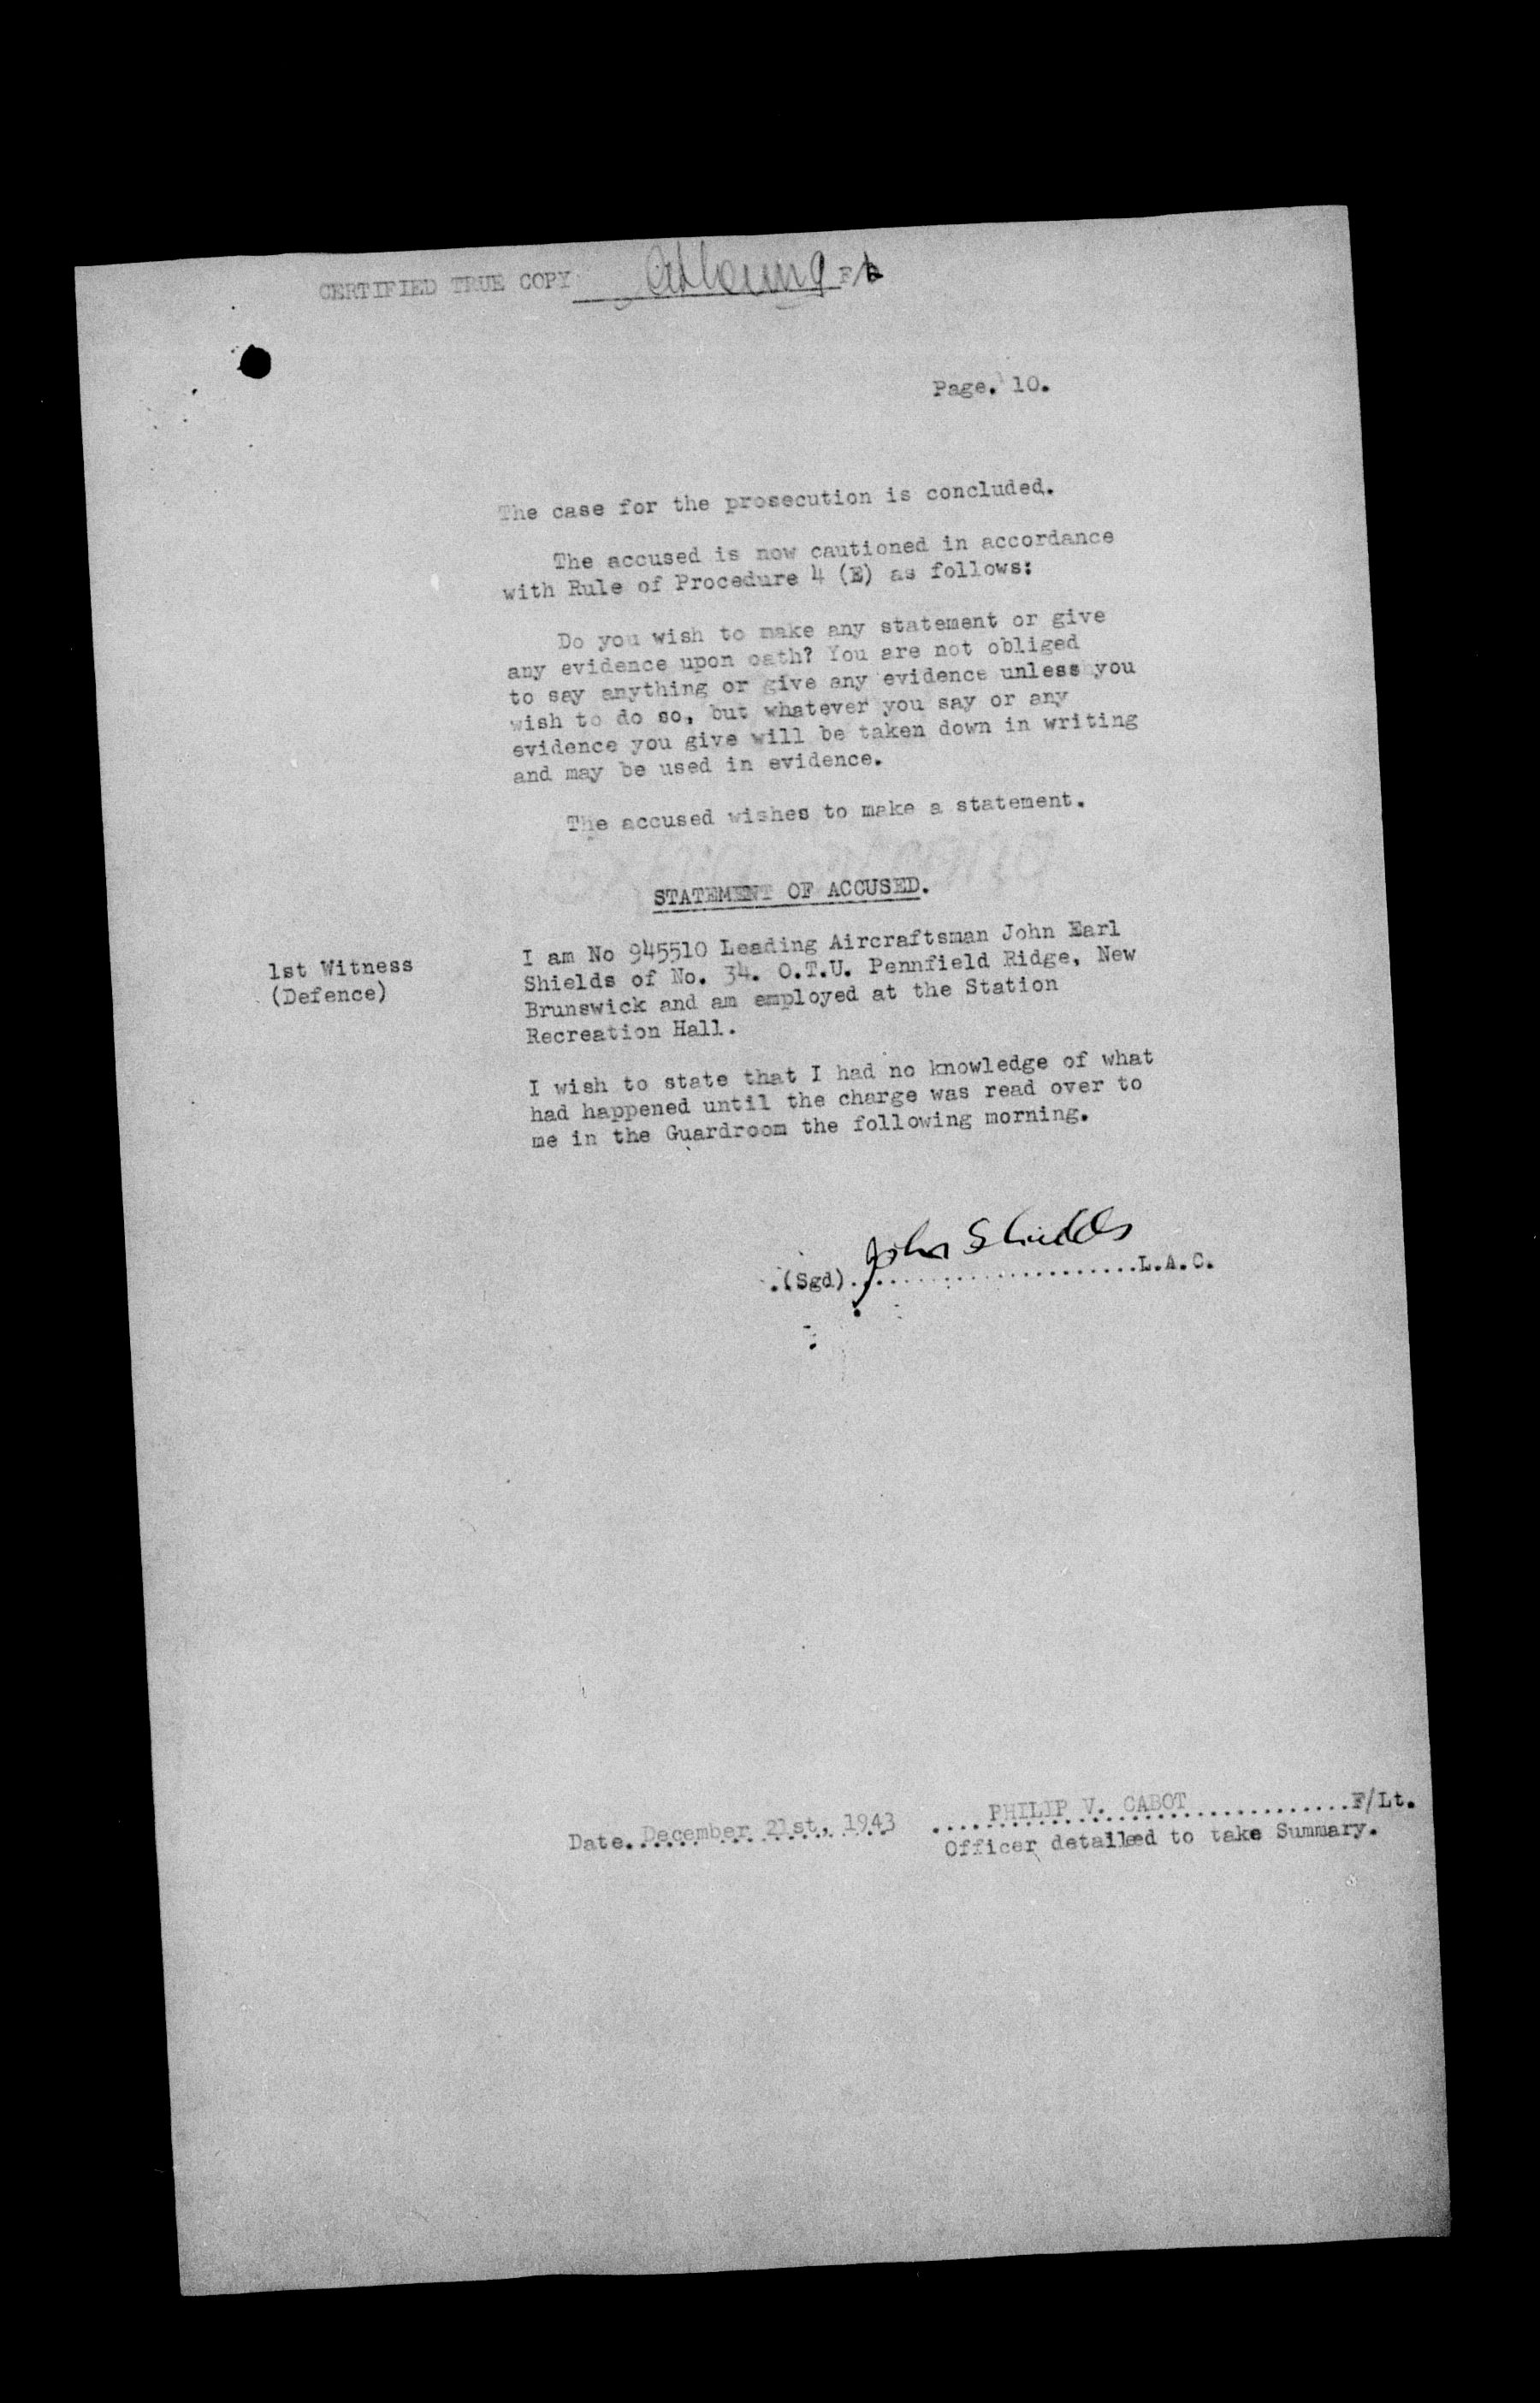 CERTIFIED TRUE COPY F/
Page. 10.
The case for the prosecution is concluded.
The accused is now cautioned in accordance
with Rule of Procedure 4 (E) as follows:
Do you wish to make any statement or give
any evidence upon oath? You are not obliged
to say anything or give any evidence unless you
wish to do so, but whatever you say or any
evidence you give will be taken down in writing
and may be used in evidence.
The accused wishes to make a statement.
STATEMENT OF ACCUSED.
1st Witness
(Defence)
I am No 945510 Leading Aircraftsman John Earl
Shields of No. 34. O.T.U. Pennfield Ridge, New
Brunswick and am employed at the Station
Recreation Hall.
I wish to state that I had no knowledge of what
had happened until the charge was read over to
me in the Guardroom the following morning.
.(Sgd). John Shields L.A.C.
Date. December 21st, 1943 PHILIP V. CABOT F/Lt.
Officer detailed to take Summary.